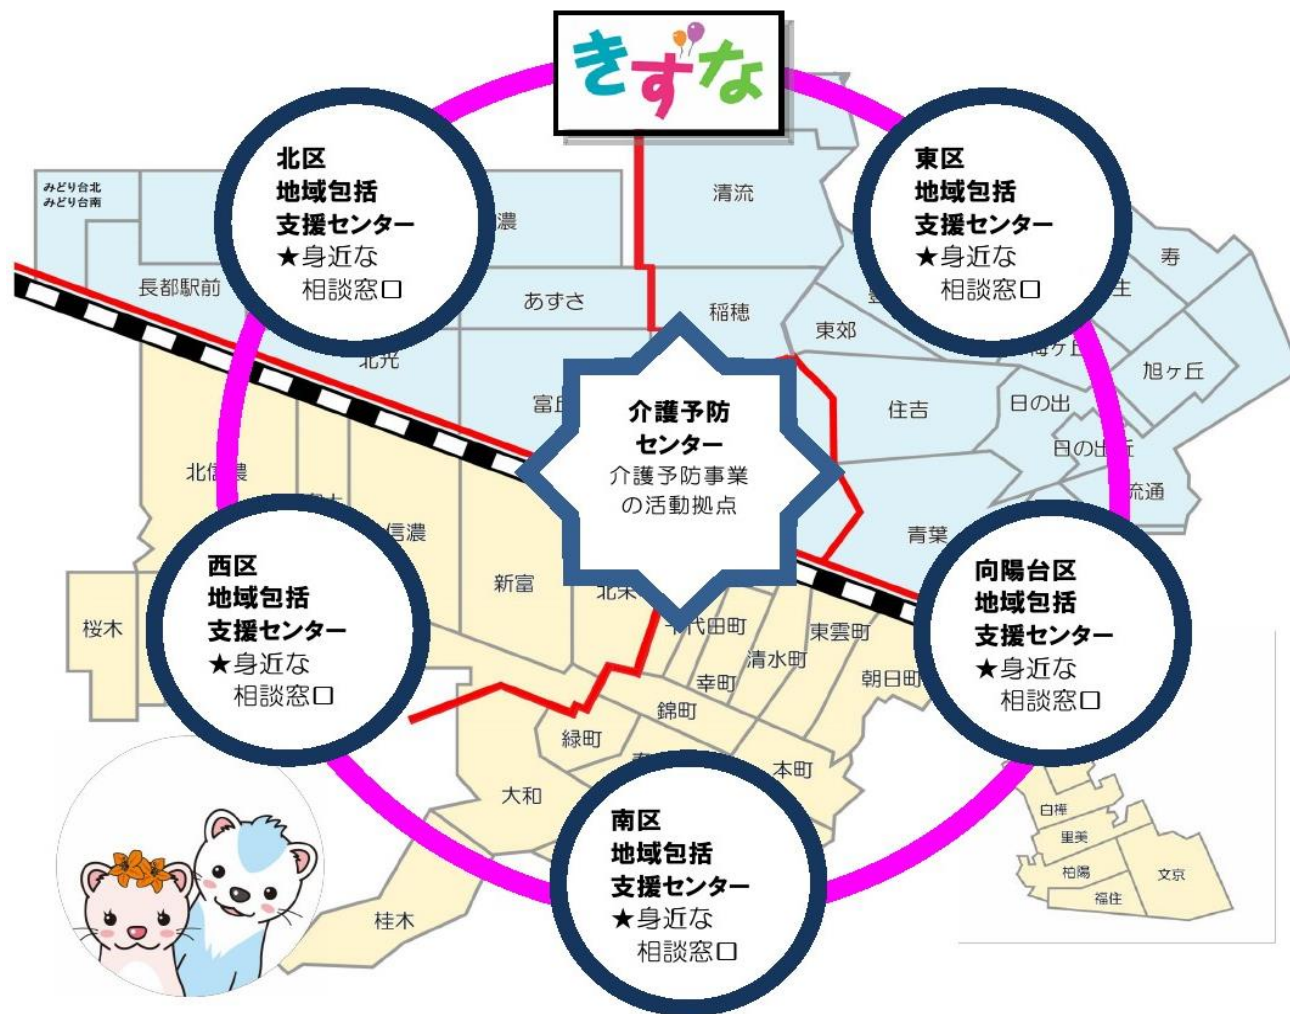 きずな
北区
地域包括
支援センター
★身近な
相談窓口
東区
地域包括
支援センター
★身近な
相談窓口
みどり台北
みどり台南
濃
清流
寿
長都駅前
あずさ
稲穂
東郊
主
梅ヶ丘
旭ヶ丘
北光
富丘
住吉
日の出
日の出丘
流通
青葉
介護予防
センター
介護予防事業
の活動拠点
北信濃
信濃
新富
北栄
桜木
西区
地域包括
支援センター
★身近な
相談窓口
向陽台区
地域包括
支援センター
★身近な
相談窓口
千代田町
幸町
清水町
東雲町
朝日町
錦町
緑町
本町
大和
桂木
南区
地域包括
支援センター
★身近な
相談窓口
白樺
里美
柏陽
福住
文京